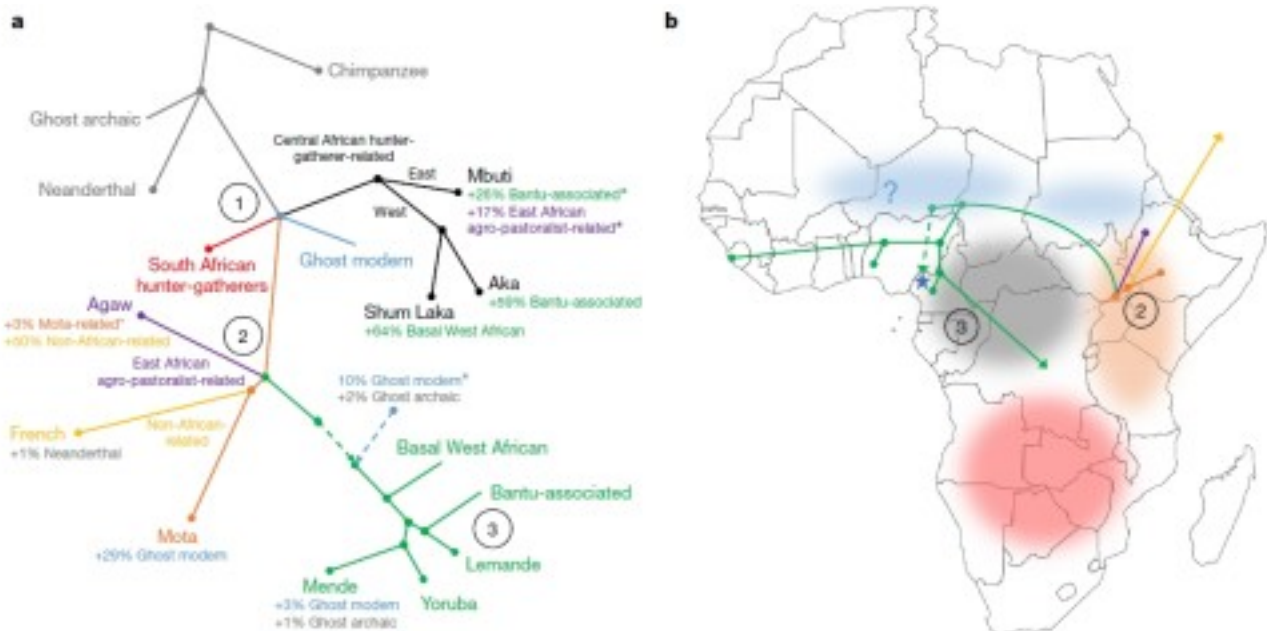 a
Chimpanzee
Ghost archaic
Neanderthal
Central African hunter-
gatherer-related
East
Mbuti
+26% Bantu-associated*
+17% East African
agro-pastoralist-related*
1
West
South African
hunter-gatherers
Ghost modern
Aka
+59% Bantu-associated
Shum Laka
+64% Basal West African
Agaw
+3% Mota-related*
+50% Non-African-related
2
East African
agro-pastoralist-related
10% Ghost modern*
+2% Ghost archaic
French
+1% Neanderthal
Non-African-
related
Basal West African
Bantu-associated
3
Mota
+29% Ghost modern
Lemande
Mende
+3% Ghost modern
+1% Ghost archaic
Yoruba
b
?
2
3